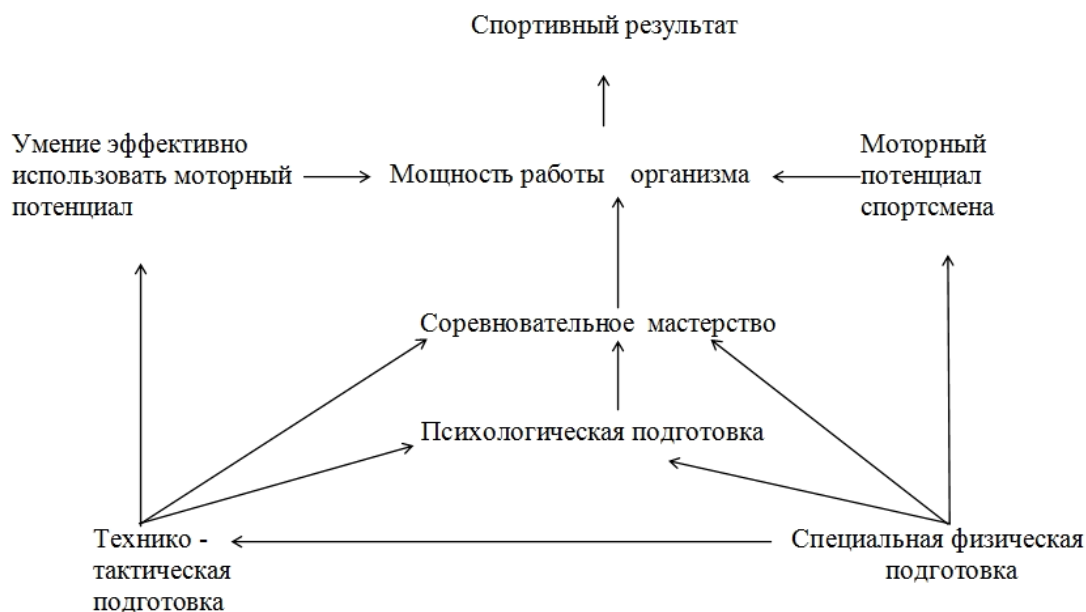 Спортивный результат
Умение эффективно
использовать моторный
потенциал
Мощность работы организма
Моторный
потенциал
спортсмена
Соревновательное мастерство
Психологическая подготовка
Технико -
тактическая
подготовка
Специальная физическая
подготовка